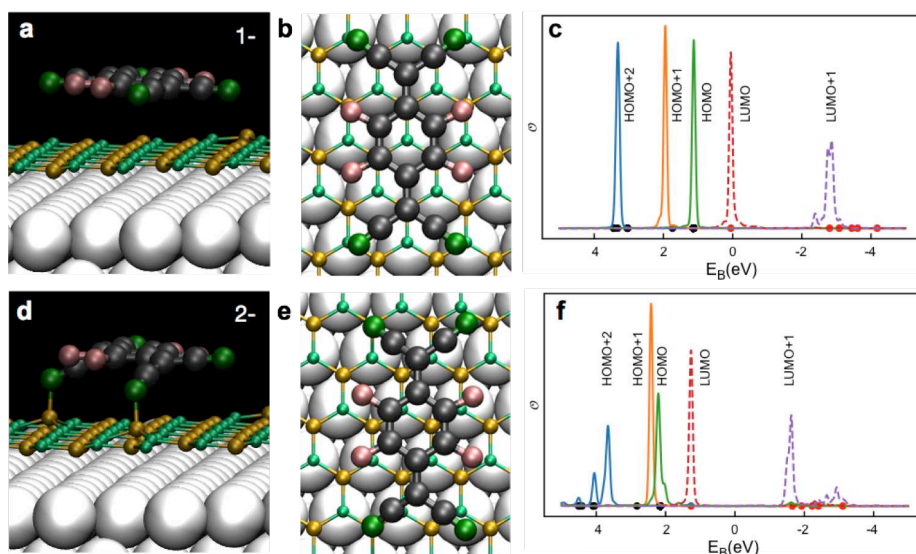 a
1-
b
c
𝒪
HOMO+2
HOMO+1
HOMO
LUMO
LUMO+1
4
2
0
-2
-4
E_B(eV)
d
2-
e
f
𝒪
HOMO+2
HOMO+1
HOMO
LUMO
LUMO+1
4
2
0
-2
-4
E_B(eV)